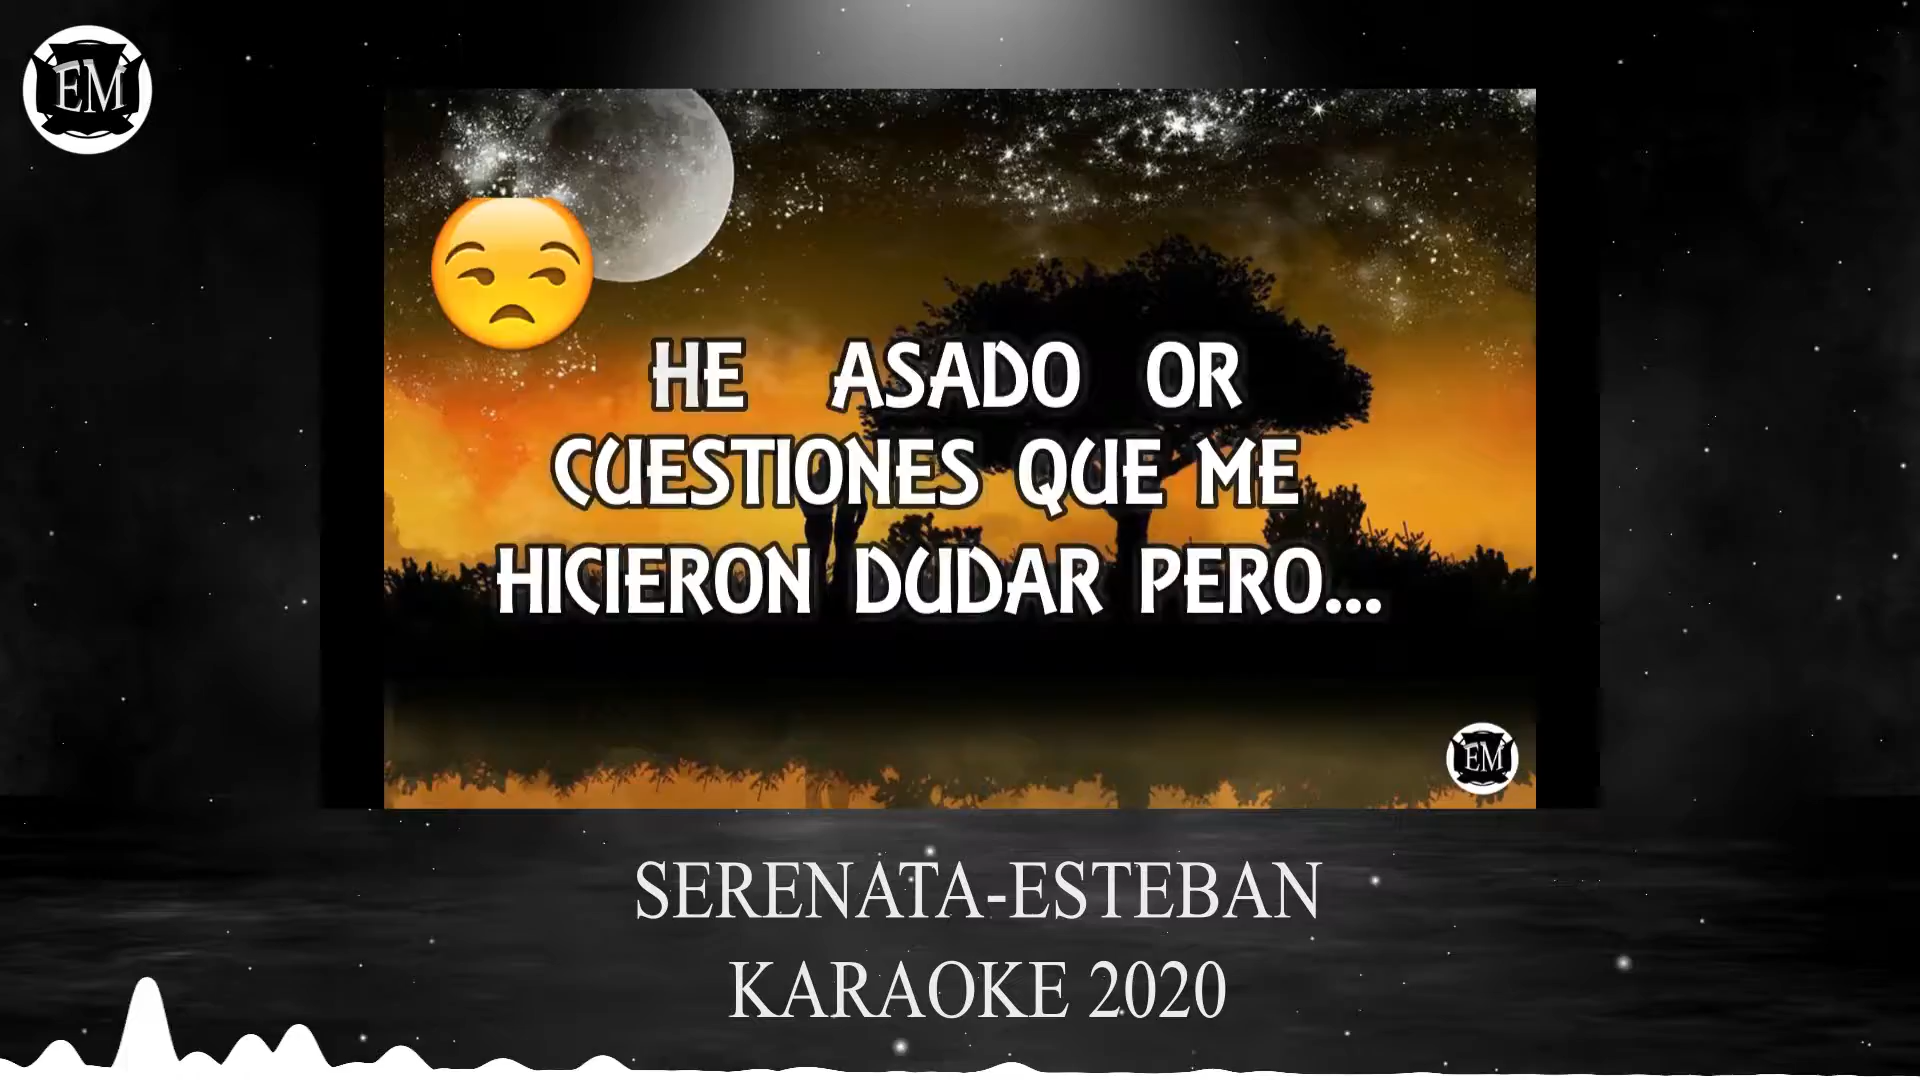 EM
HE ASADO OR
CUESTIONES QUE ME
HICIERON DUDAR PERO...
EM
SERENATA-ESTEBAN
KARAOKE 2020